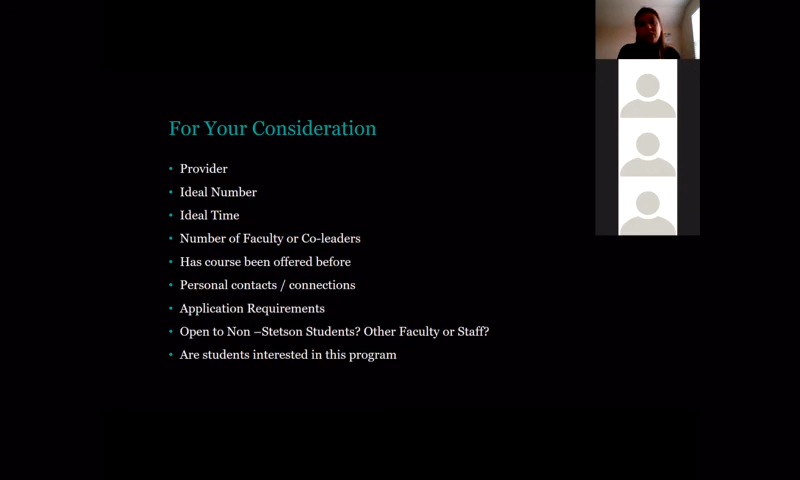 For Your Consideration
• Provider
• Ideal Number
• Ideal Time
• Number of Faculty or Co-leaders
• Has course been offered before
• Personal contacts / connections
• Application Requirements
• Open to Non –Stetson Students? Other Faculty or Staff?
• Are students interested in this program